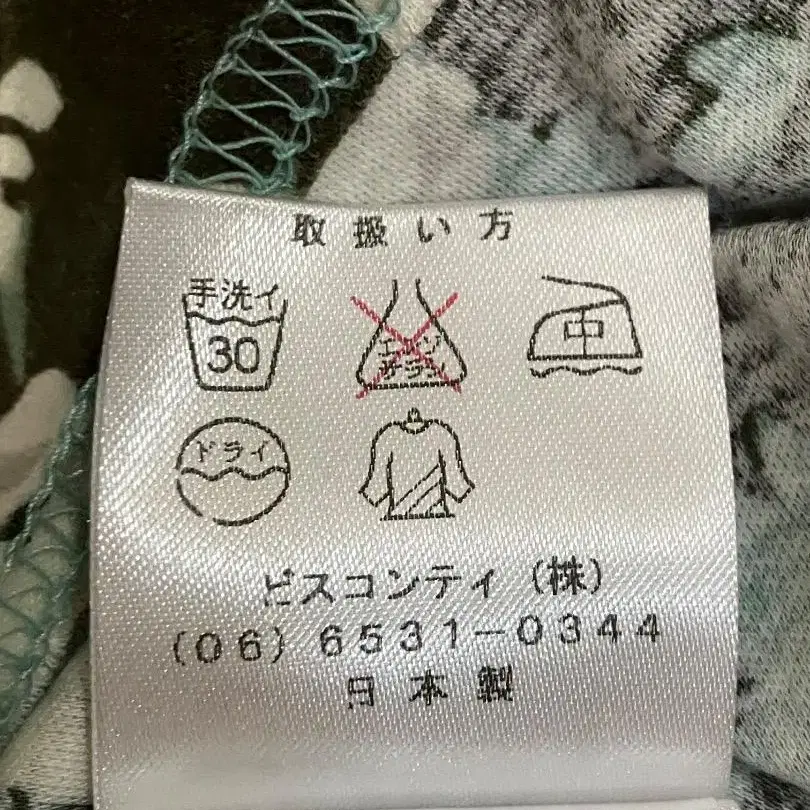 取扱い方
手洗イ
30
エンソ
サラシ
中
ドライ
ビスコンティ(株)
(06)6531-0344
日本製